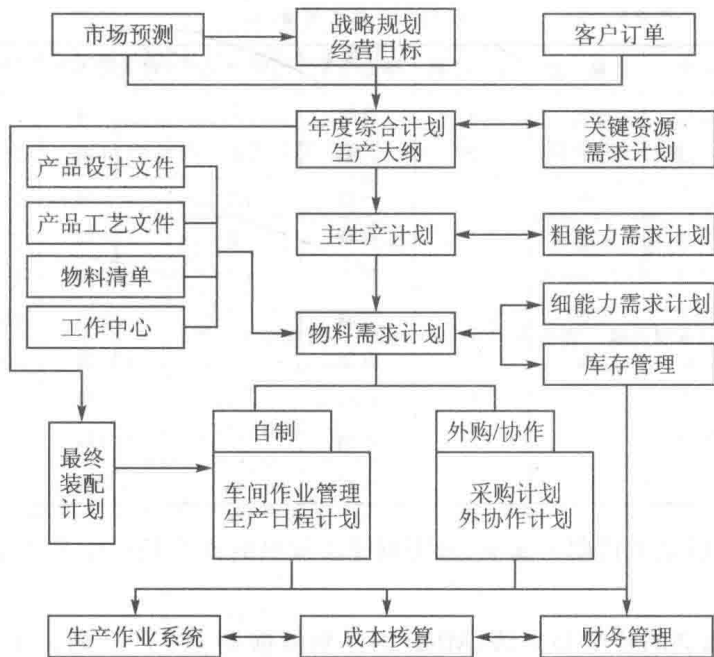 市场预测
战略规划
经营目标
客户订单
年度综合计划
生产大纲
关键资源
需求计划
产品设计文件
产品工艺文件
物料清单
工作中心
主生产计划
粗能力需求计划
物料需求计划
细能力需求计划
库存管理
最终
装配
计划
自制
车间作业管理
生产日程计划
外购/协作
采购计划
外协作计划
生产作业系统
成本核算
财务管理